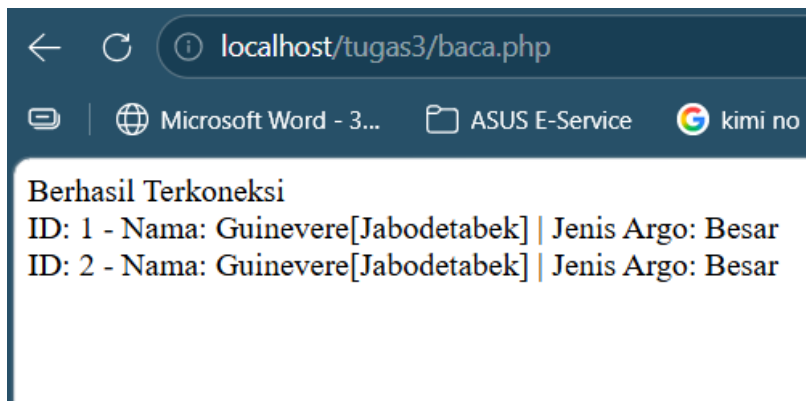 localhost/tugas3/baca.php
Microsoft Word - 3... ASUS E-Service kimi no
Berhasil Terkoneksi
ID: 1 - Nama: Guinevere[Jabodetabek] | Jenis Argo: Besar
ID: 2 - Nama: Guinevere[Jabodetabek] | Jenis Argo: Besar